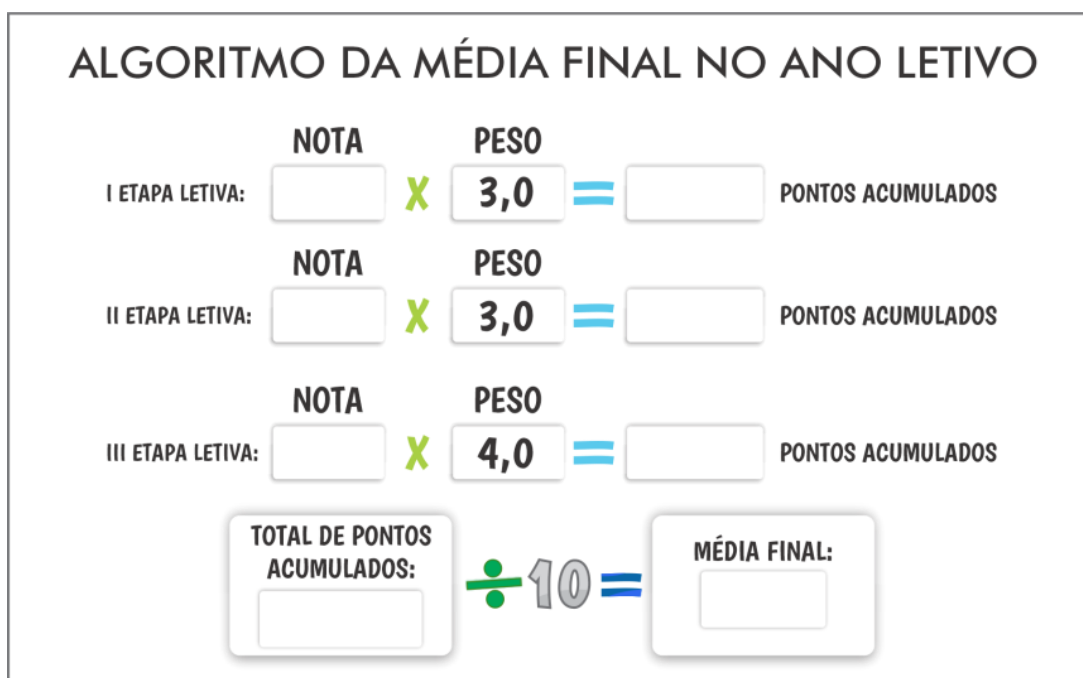 ALGORITMO DA MÉDIA FINAL NO ANO LETIVO
NOTA PESO
I ETAPA LETIVA: X 3,0 = PONTOS ACUMULADOS
NOTA PESO
II ETAPA LETIVA: X 3,0 = PONTOS ACUMULADOS
NOTA PESO
III ETAPA LETIVA: X 4,0 = PONTOS ACUMULADOS
TOTAL DE PONTOS
ACUMULADOS:
÷ 10 =
MÉDIA FINAL: